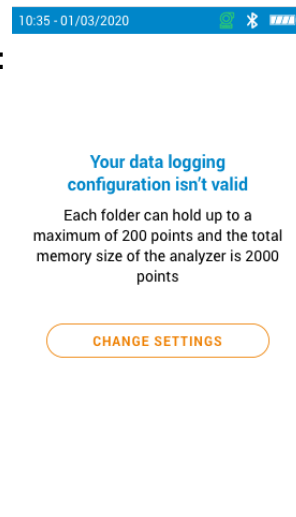 10:35 - 01/03/2020
:
Your data logging
configuration isn't valid
Each folder can hold up to a
maximum of 200 points and the total
memory size of the analyzer is 2000
points
CHANGE SETTINGS